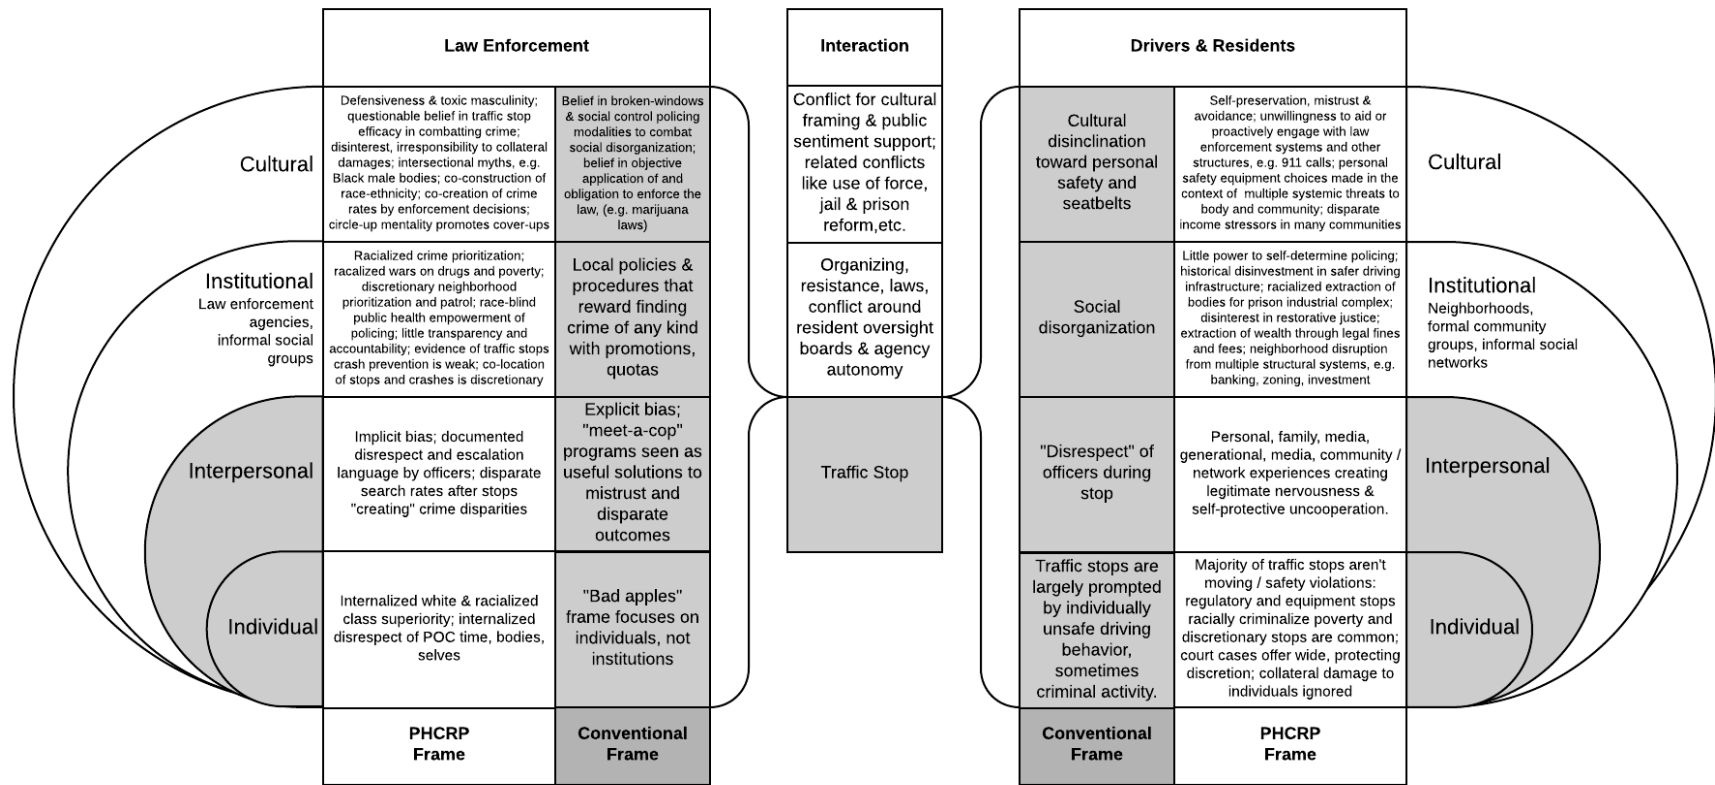 Law Enforcement
Interaction
Drivers & Residents
Cultural
Defensiveness & toxic masculinity;
questionable belief in traffic stop
efficacy in combatting crime;
disinterest, irresponsibility to collateral
damages; intersectional myths, e.g.
Black male bodies; co-construction of
race-ethnicity; co-creation of crime
rates by enforcement decisions;
circle-up mentality promotes cover-ups
Belief in broken-windows
& social control policing
modalities to combat
social disorganization;
belief in objective
application of and
obligation to enforce the
law, (e.g. marijuana
laws)
Conflict for cultural
framing & public
sentiment support;
related conflicts
like use of force,
jail & prison
reform,etc.
Cultural
disinclination
toward personal
safety and
seatbelts
Self-preservation, mistrust &
avoidance; unwillingness to aid or
proactively engage with law
enforcement systems and other
structures, e.g. 911 calls; personal
safety equipment choices made in the
context of multiple systemic threats to
body and community; disparate
income stressors in many communities
Cultural
Institutional
Law enforcement
agencies,
informal social
groups
Racialized crime prioritization;
racalized wars on drugs and poverty;
discretionary neighborhood
prioritization and patrol; race-blind
public health empowerment of
policing; little transparency and
accountability; evidence of traffic stops
crash prevention is weak; co-location
of stops and crashes is discretionary
Local policies &
procedures that
reward finding
crime of any kind
with promotions,
quotas
Organizing,
resistance, laws,
conflict around
resident oversight
boards & agency
autonomy
Social
disorganization
Little power to self-determine policing;
historical disinvestment in safer driving
infrastructure; racialized extraction of
bodies for prison industrial complex;
disinterest in restorative justice;
extraction of wealth through legal fines
and fees; neighborhood disruption
from multiple structural systems, e.g.
banking, zoning, investment
Institutional
Neighborhoods,
formal community
groups, informal social
networks
Interpersonal
Implicit bias; documented
disrespect and escalation
language by officers; disparate
search rates after stops
"creating" crime disparities
Explicit bias;
"meet-a-cop"
programs seen as
useful solutions to
mistrust and
disparate
outcomes
Traffic Stop
"Disrespect" of
officers during
stop
Personal, family, media,
generational, media, community /
network experiences creating
legitimate nervousness &
self-protective uncooperation.
Interpersonal
Individual
Internalized white & racialized
class superiority; internalized
disrespect of POC time, bodies,
selves
"Bad apples"
frame focuses on
individuals, not
institutions
Traffic stops are
largely prompted
by individually
unsafe driving
behavior,
sometimes
criminal activity.
Majority of traffic stops aren't
moving / safety violations:
regulatory and equipment stops
racially criminalize poverty and
discretionary stops are common;
court cases offer wide, protecting
discretion; collateral damage to
individuals ignored
Individual
PHCRP
Frame
Conventional
Frame
Conventional
Frame
PHCRP
Frame